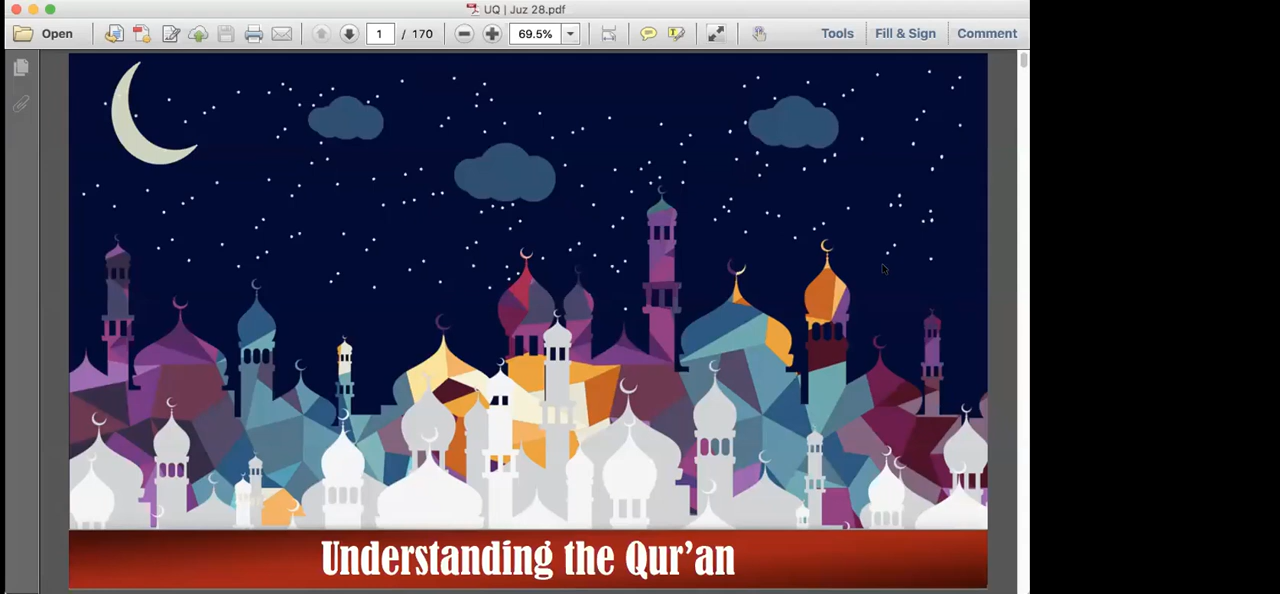 UQ | Juz 28.pdf
Open
1 / 170
69.5%
Tools
Fill & Sign
Comment
Understanding the Qur’an